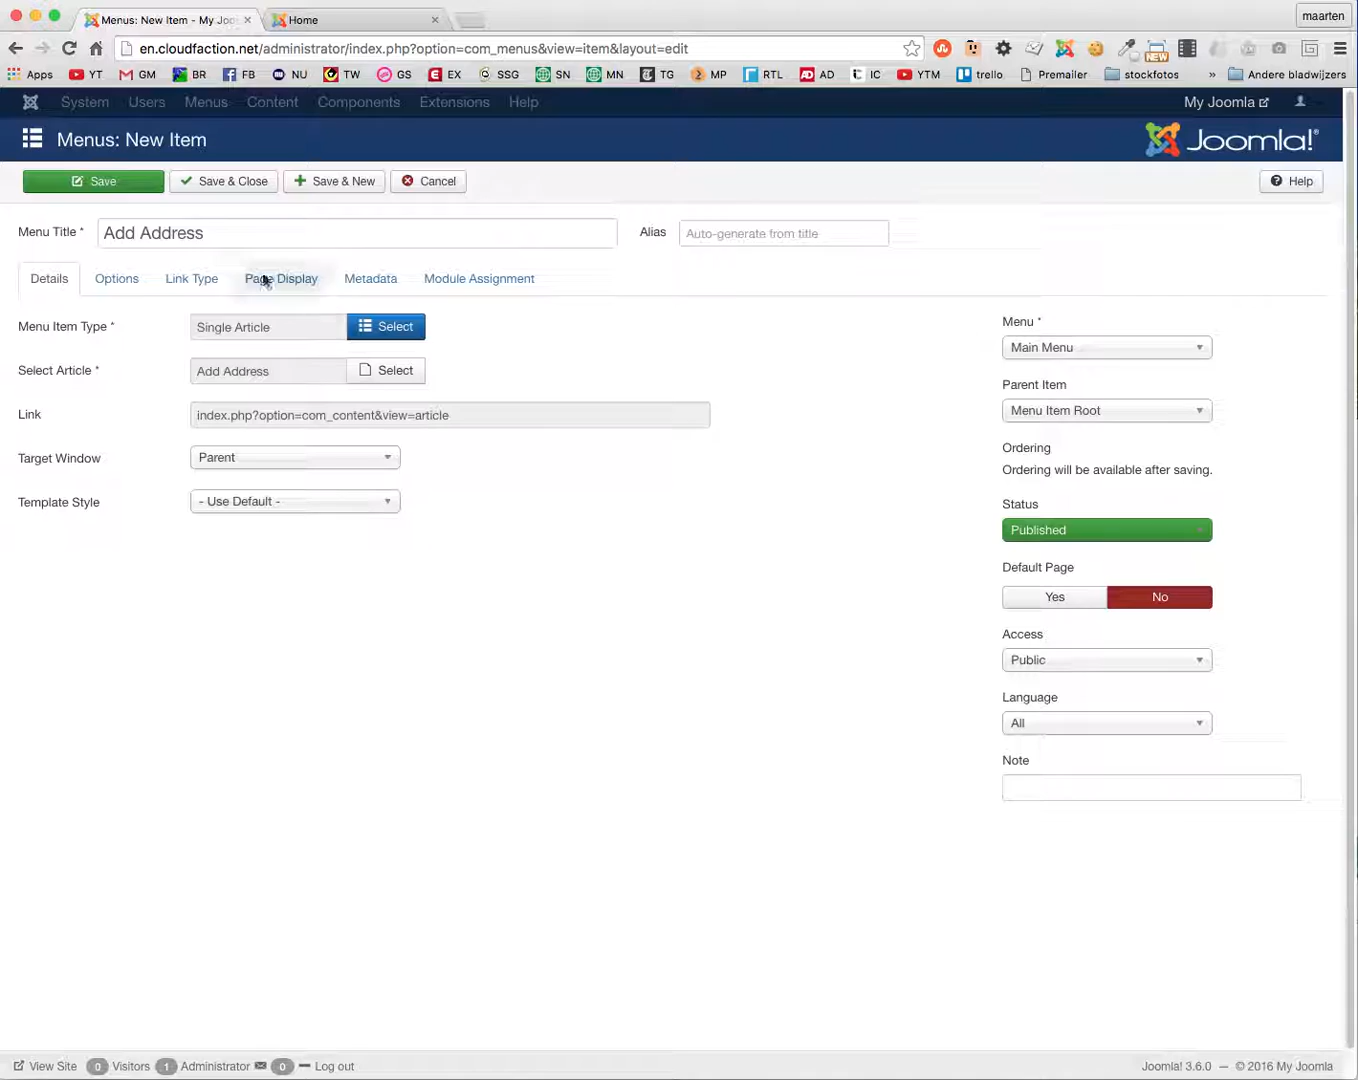 Menus: New Item - My Joo
Home
maarten
en.cloudfaction.net/administrator/index.php?option=com_menus&view=item&layout=edit
Apps YT GM BR FB NU TW GS EX SSG SN MN TG MP RTL AD IC YTM trello Premailer stockfotos » Andere bladwijzers
NEW
System Users Menus Content Components Extensions Help
My Joomla
Menus: New Item
Joomla!®
Save Save & Close Save & New Cancel Help
Menu Title * Add Address Alias Auto-generate from title
Details Options Link Type Page Display Metadata Module Assignment
Menu Item Type * Single Article Select
Select Article * Add Address Select
Link index.php?option=com_content&view=article
Target Window Parent
Template Style - Use Default -
Menu *
Main Menu
Parent Item
Menu Item Root
Ordering
Ordering will be available after saving.
Status
Published
Default Page
Yes No
Access
Public
Language
All
Note
View Site 0 Visitors 1 Administrator 0 Log out
Joomla! 3.6.0 — © 2016 My Joomla